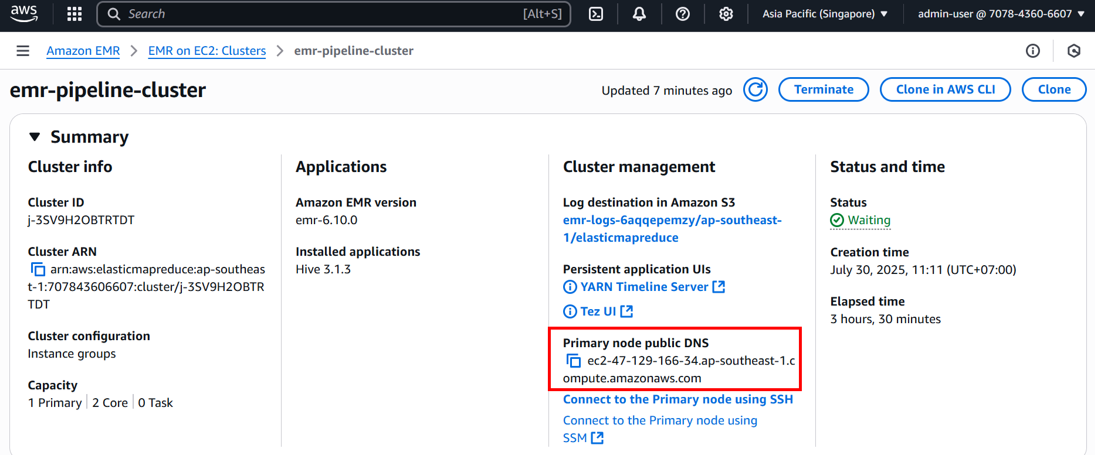 aws
Search [Alt+S]
Asia Pacific (Singapore) admin-user @ 7078-4360-6607
Amazon EMR EMR on EC2: Clusters emr-pipeline-cluster
emr-pipeline-cluster
Updated 7 minutes ago Terminate Clone in AWS CLI Clone
Summary
Cluster info
Cluster ID
j-3SV9H2OBTRTDT
Cluster ARN
arn:aws:elasticmapreduce:ap-southeas
t-1:707843606607:cluster/j-3SV9H2OBTR
TDT
Cluster configuration
Instance groups
Capacity
1 Primary 2 Core 0 Task
Applications
Amazon EMR version
emr-6.10.0
Installed applications
Hive 3.1.3
Cluster management
Log destination in Amazon S3
emr-logs-6aqqepemzy/ap-southeast-
1/elasticmapreduce
Persistent application UIs
YARN Timeline Server
Tez UI
Primary node public DNS
ec2-47-129-166-34.ap-southeast-1.c
ompute.amazonaws.com
Connect to the Primary node using SSH
Connect to the Primary node using
SSM
Status and time
Status
Waiting
Creation time
July 30, 2025, 11:11 (UTC+07:00)
Elapsed time
3 hours, 30 minutes